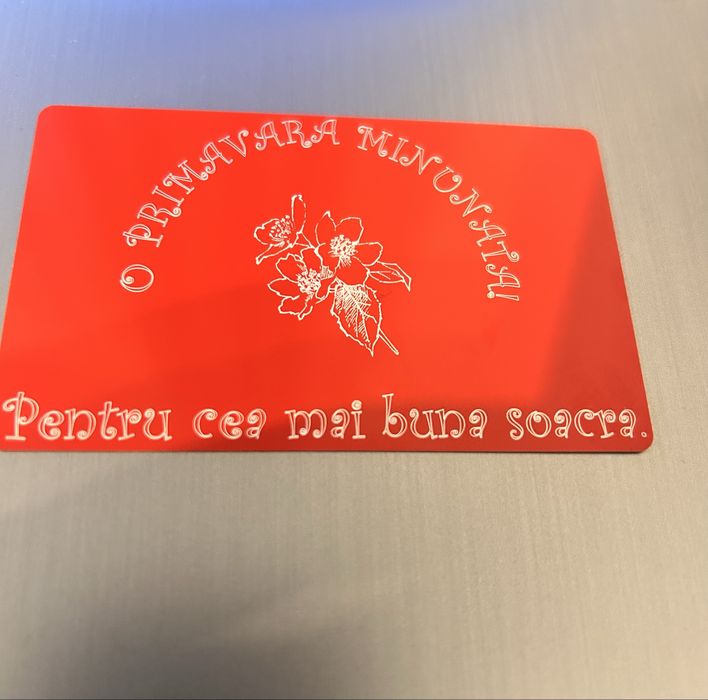 O PRIMAVARA MINUNATA!
Pentru cea mai buna soacra.